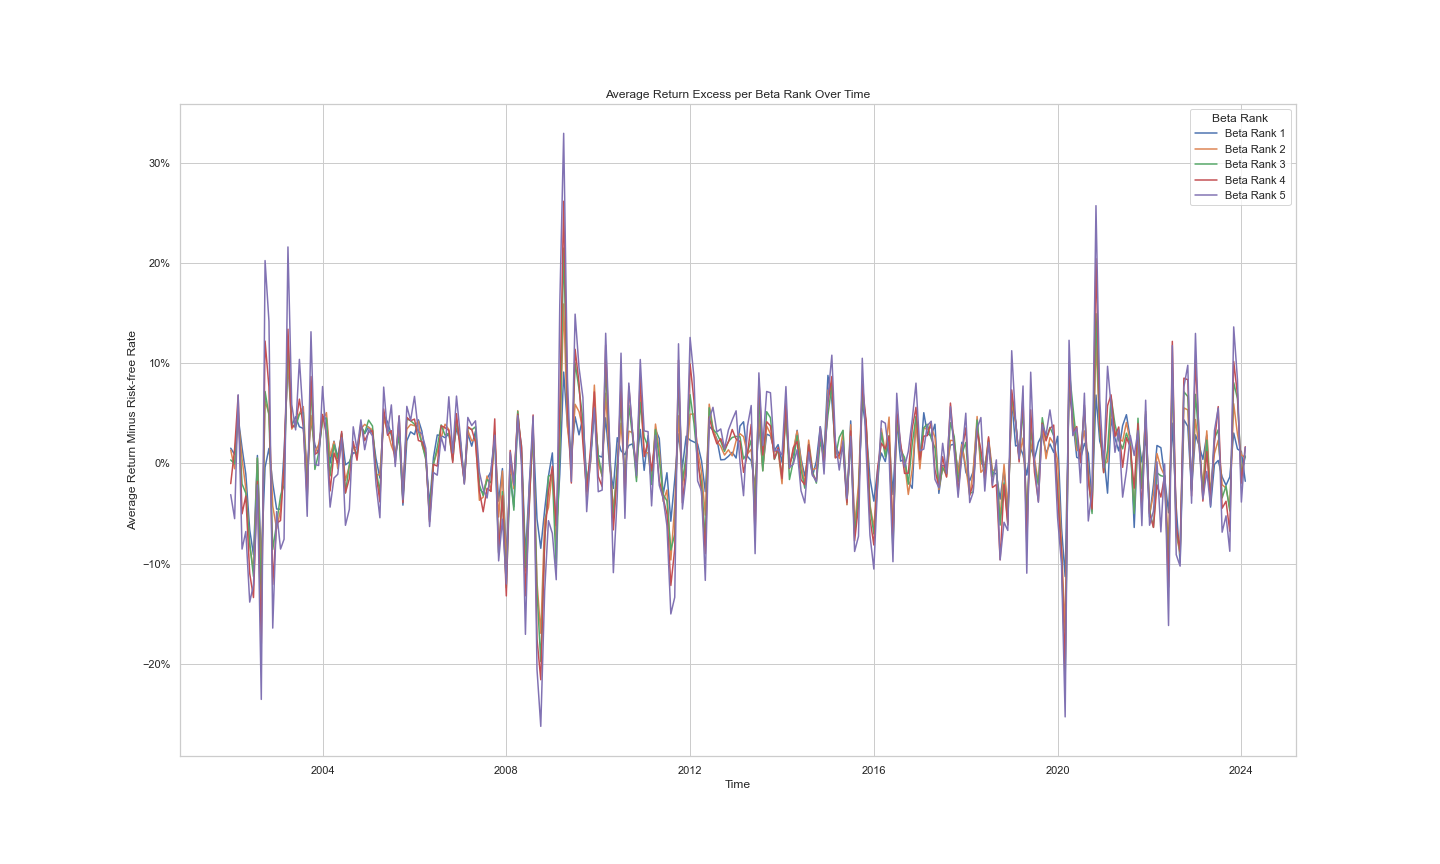 Average Return Excess per Beta Rank Over Time
Beta Rank
Beta Rank 1
Beta Rank 2
Beta Rank 3
Beta Rank 4
Beta Rank 5
Average Return Minus Risk-free Rate
30%
20%
10%
0%
−10%
−20%
2004 2008 2012 2016 2020 2024
Time